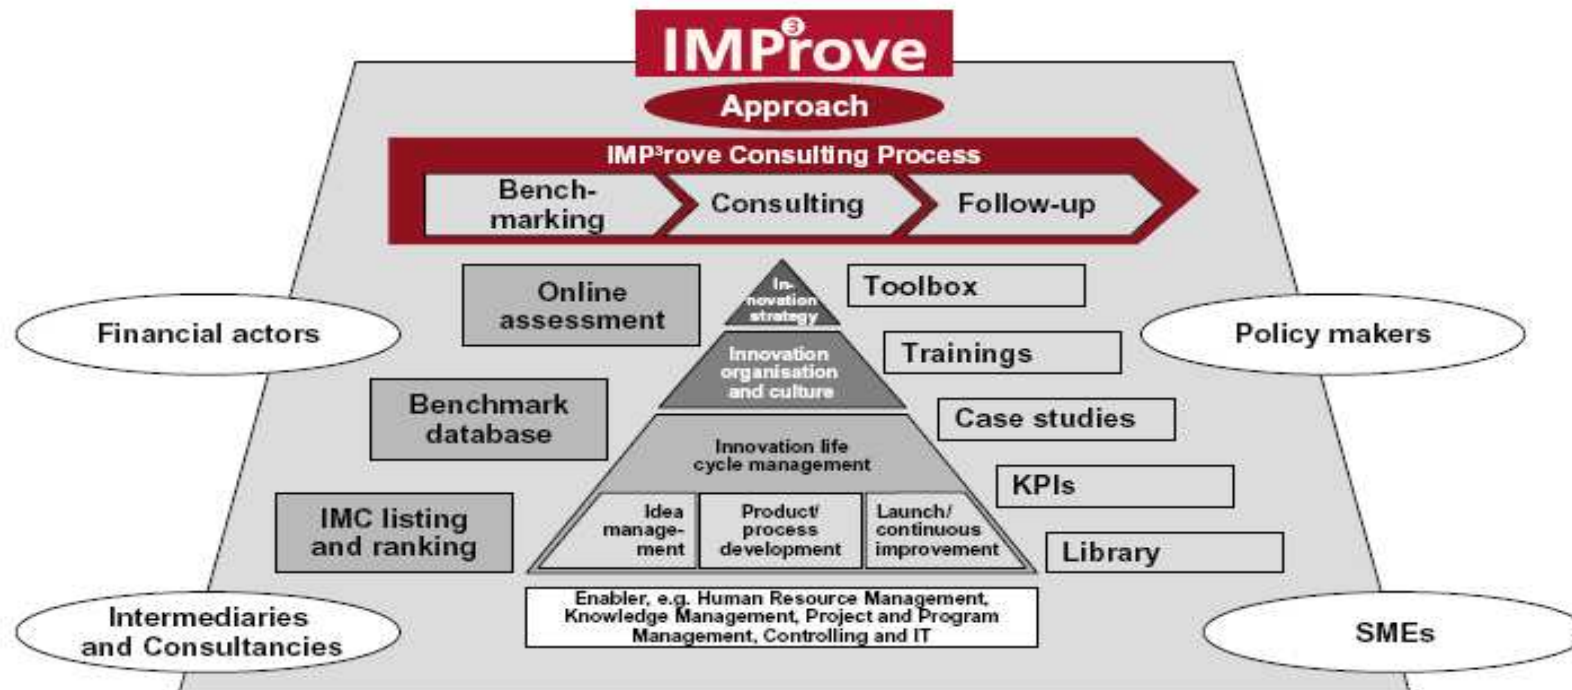 IMP³rove
Approach
IMP³rove Consulting Process
Bench-
marking
Consulting
Follow-up
Online
assessment
Benchmark
database
IMC listing
and ranking
In-
novation
strategy
Innovation
organisation
and culture
Innovation life
cycle management
Idea
manage-
ment
Product/
process
development
Launch/
continuous
improvement
Enabler, e.g. Human Resource Management,
Knowledge Management, Project and Program
Management, Controlling and IT
Toolbox
Trainings
Case studies
KPIs
Library
Financial actors
Policy makers
Intermediaries
and Consultancies
SMEs